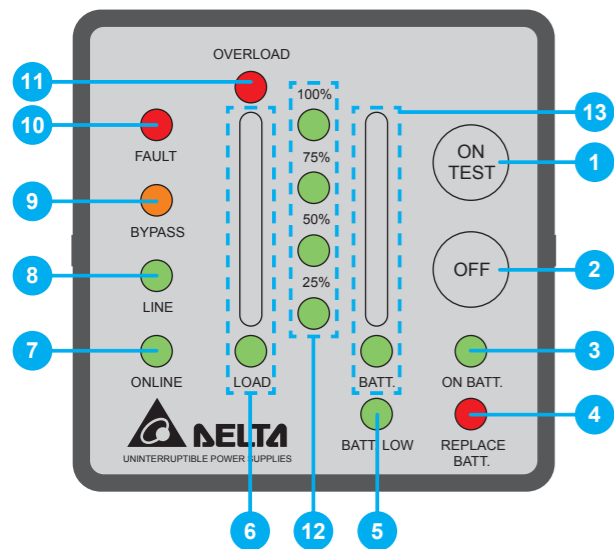 OVERLOAD
11
100%
13
10
FAULT
ON
TEST
1
75%
9
BYPASS
50%
8
LINE
OFF
2
25%
7
ONLINE
LOAD
BATT.
ON BATT.
3
4
BATT. LOW
REPLACE
BATT.
DELTA
UNINTERRUPTIBLE POWER SUPPLIES
6
12
5